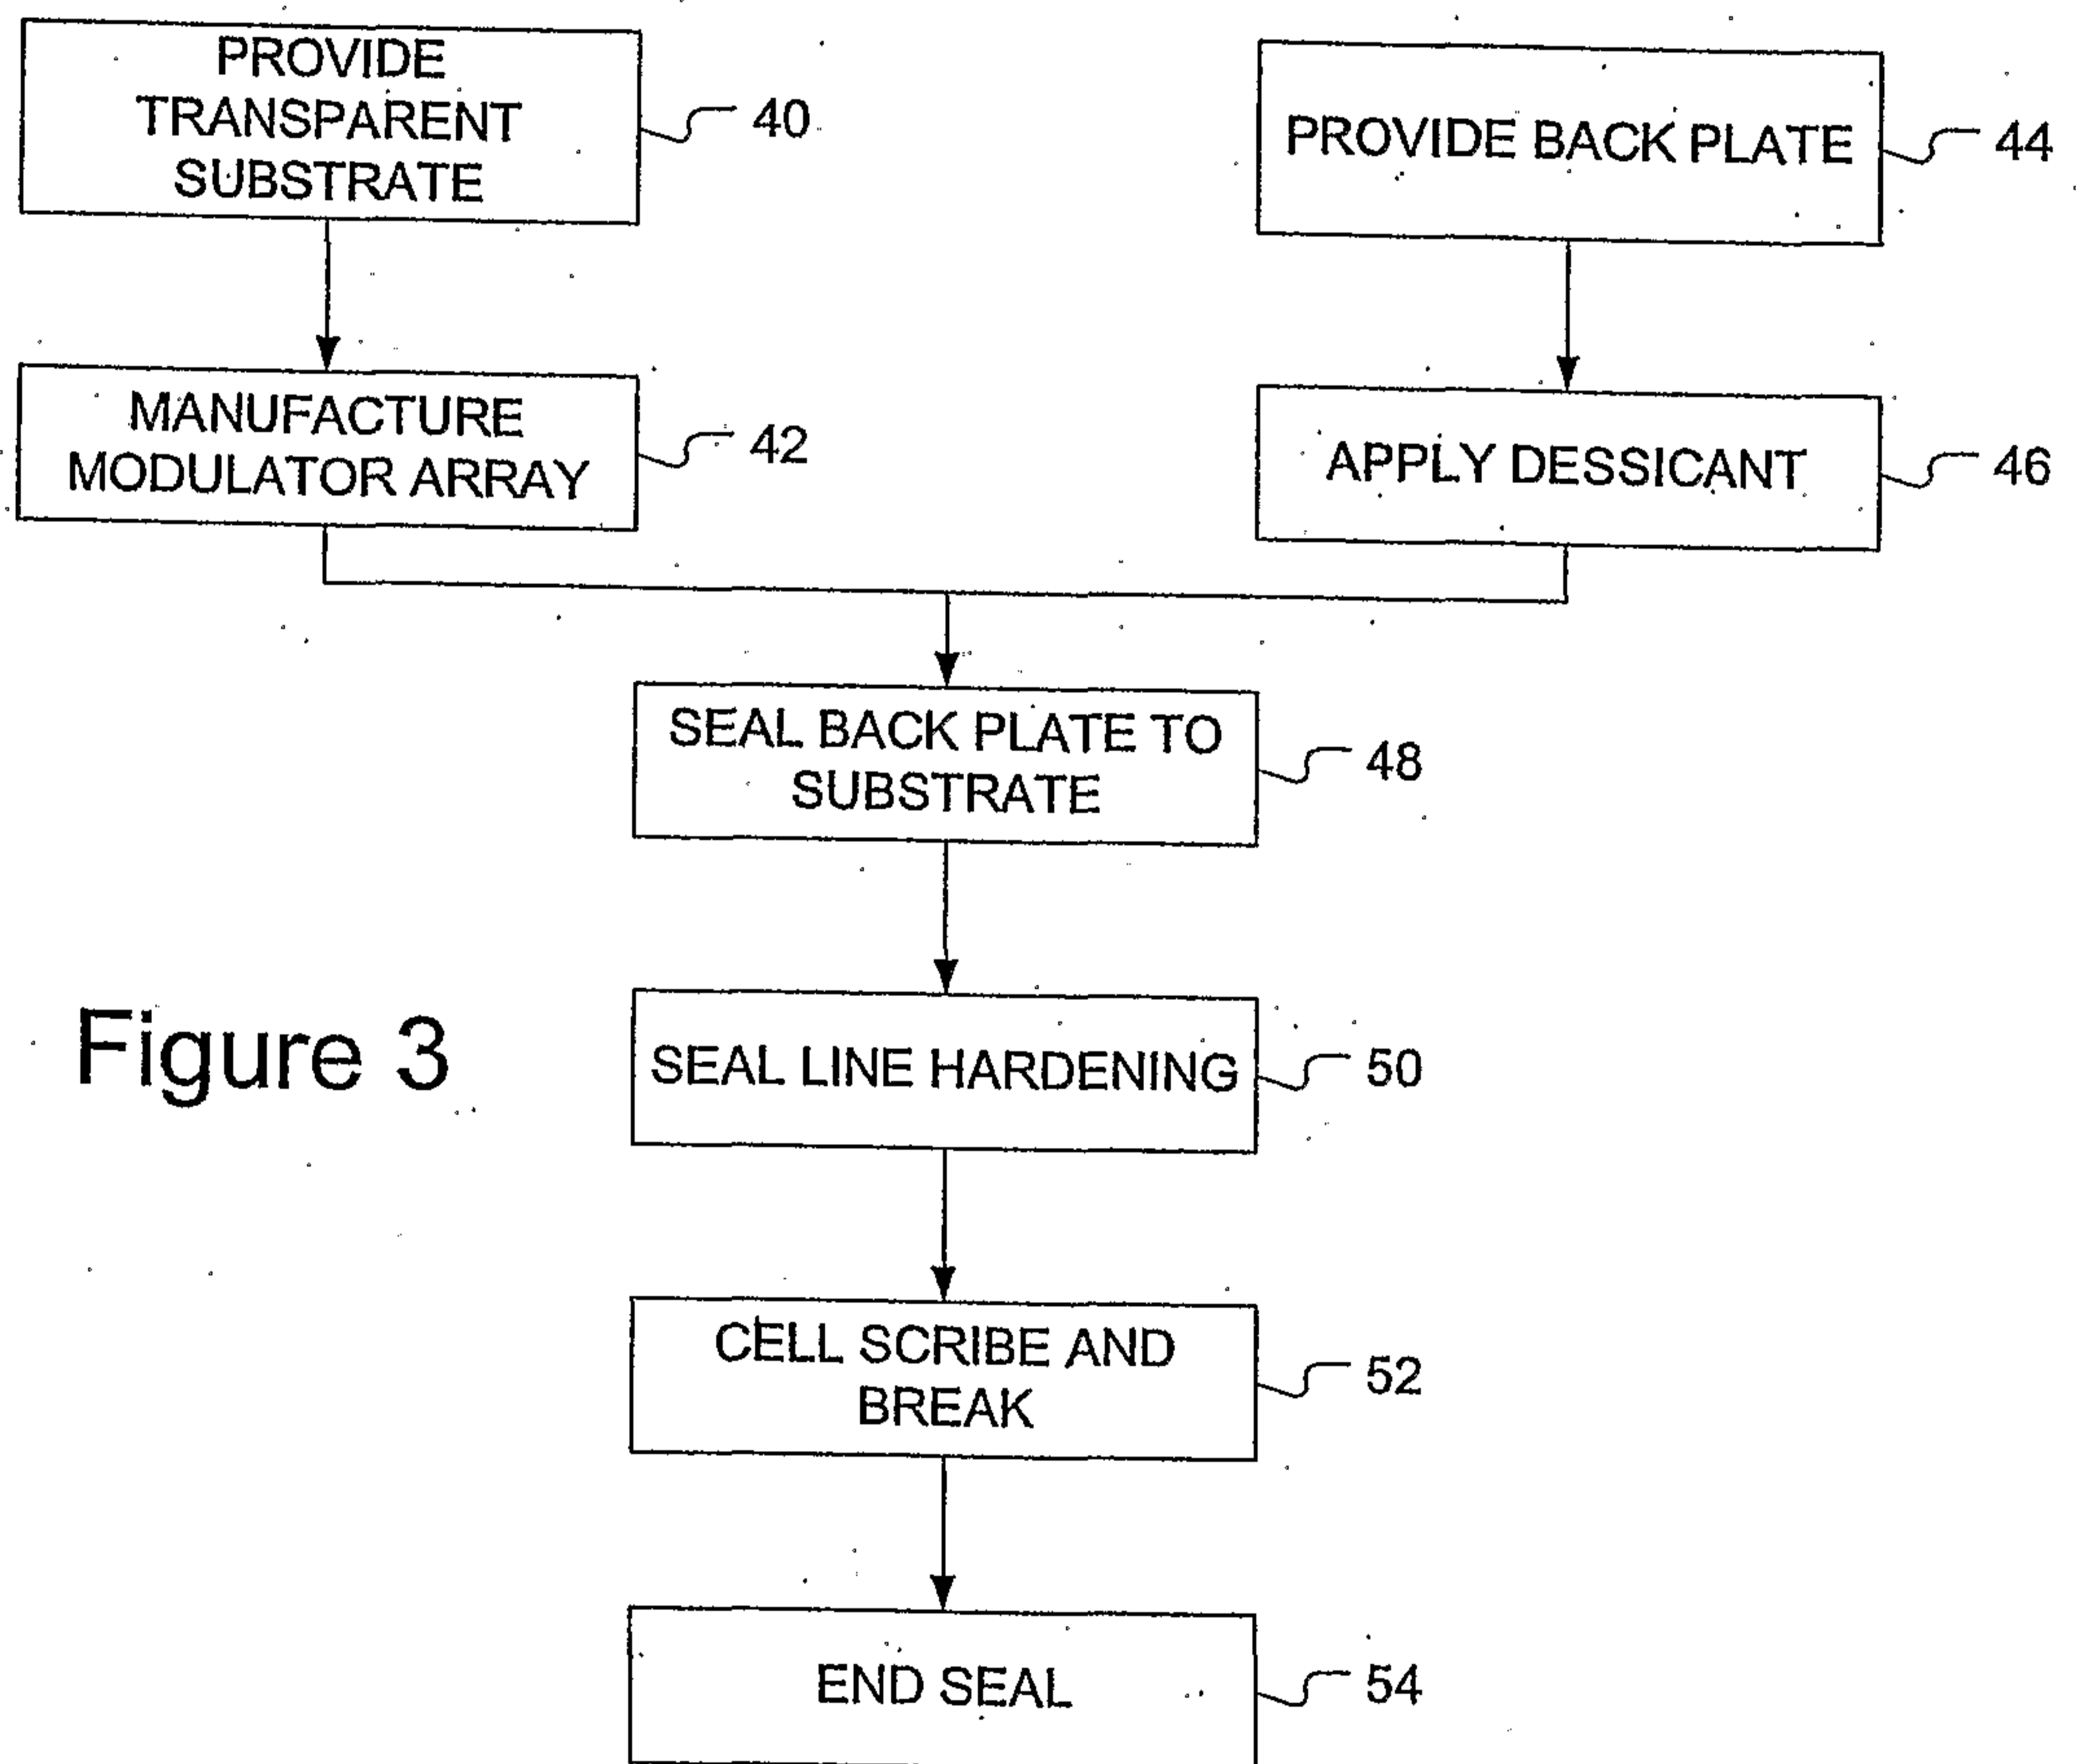 PROVIDE
TRANSPARENT
SUBSTRATE
40
PROVIDE BACK PLATE
44
MANUFACTURE
MODULATOR ARRAY
42
APPLY DESSICANT
46
SEAL BACK PLATE TO
SUBSTRATE
48
Figure 3
SEAL LINE HARDENING
50
CELL SCRIBE AND
BREAK
52
END SEAL
54